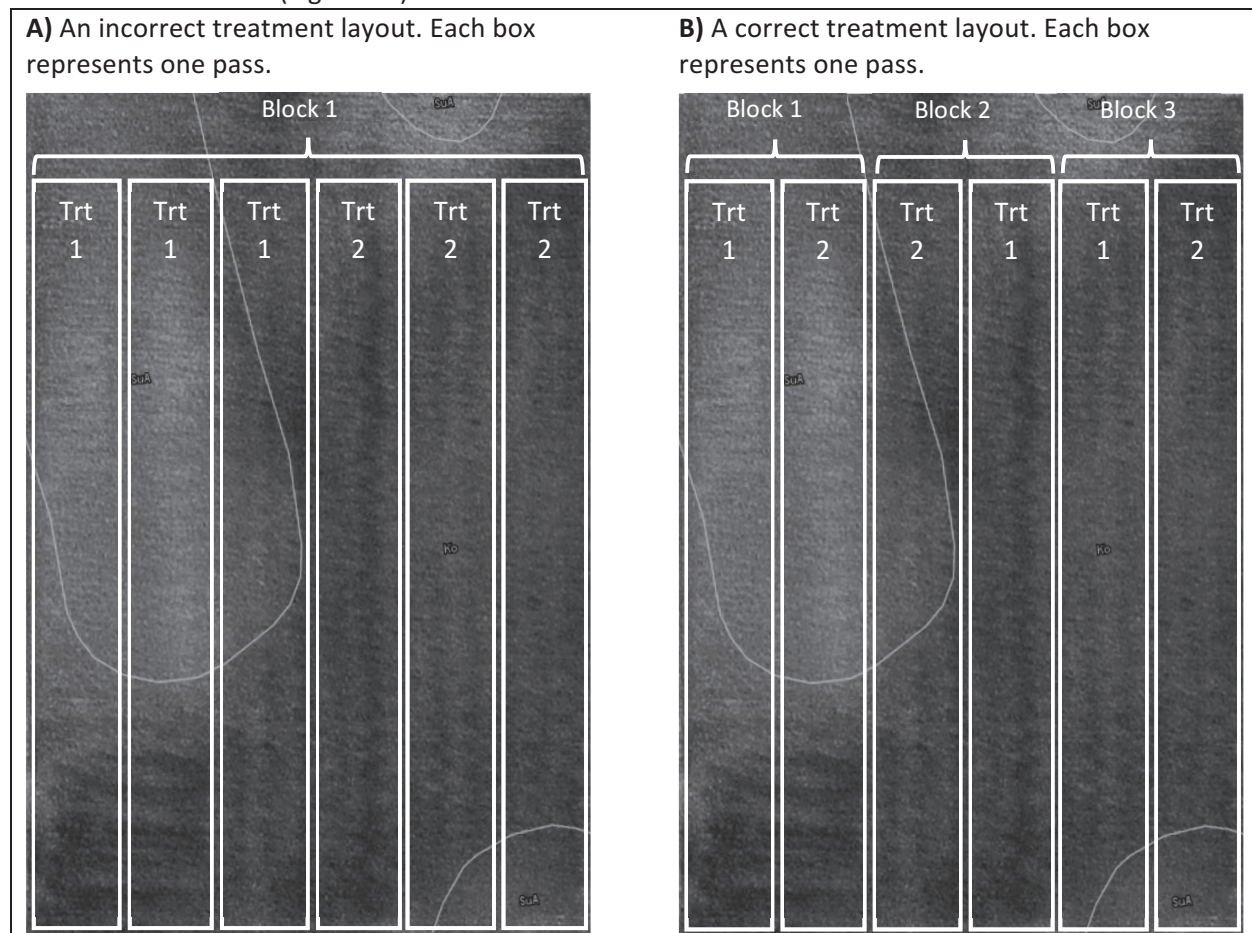 A) An incorrect treatment layout. Each box
represents one pass.
Block 1
SuA
Trt Trt Trt Trt Trt Trt
1 1 1 2 2 2
SuA
Ko
SuA
B) A correct treatment layout. Each box
represents one pass.
Block 1 Block 2 Block 3
Trt Trt Trt Trt Trt Trt
1 2 2 1 1 2
SuA
Ko
SuA